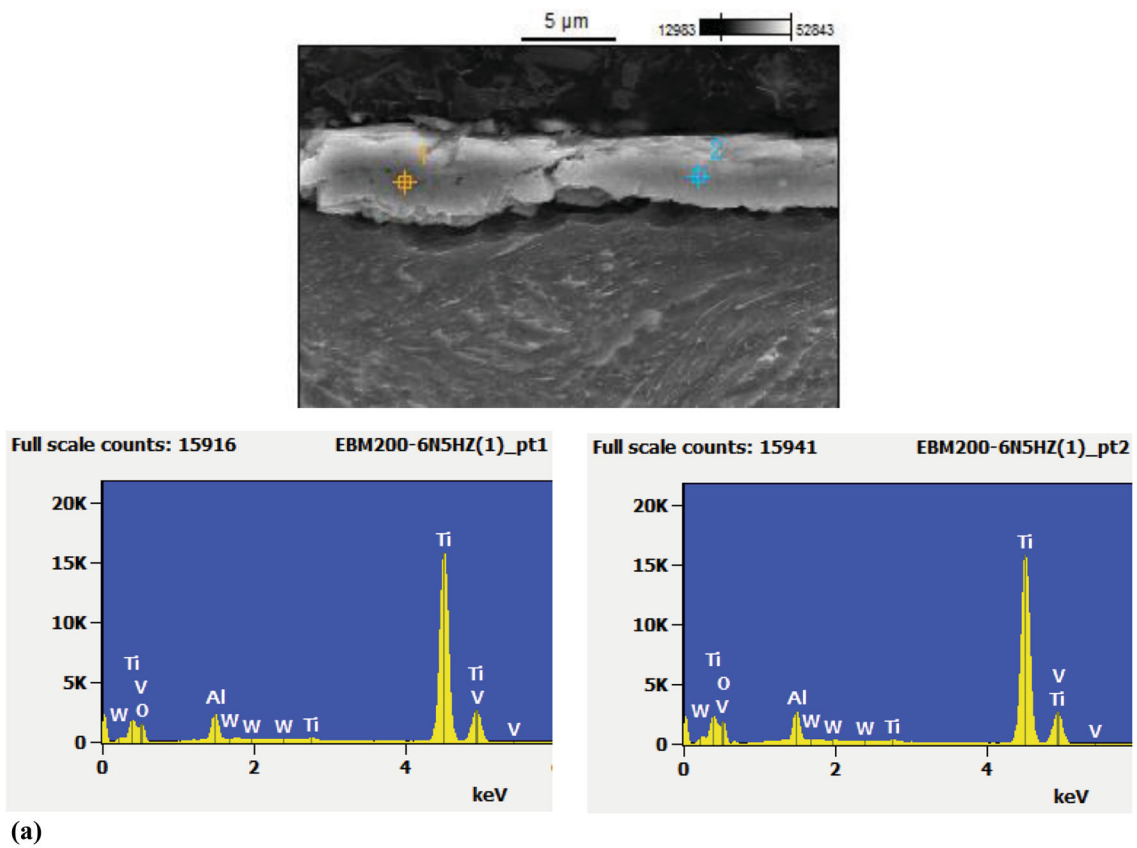 5 µm
12983 52843
1
2
Full scale counts: 15916 EBM200-6N5HZ(1)_pt1
20K
15K
10K
5K
0
Ti
Ti
V
V
Ti
V
O
W
Al
W
W
W
Ti
0 2 4
keV
Full scale counts: 15941 EBM200-6N5HZ(1)_pt2
20K
15K
10K
5K
0
Ti
V
Ti
V
Ti
O
V
W
Al
W
W
W
Ti
0 2 4
keV
(a)